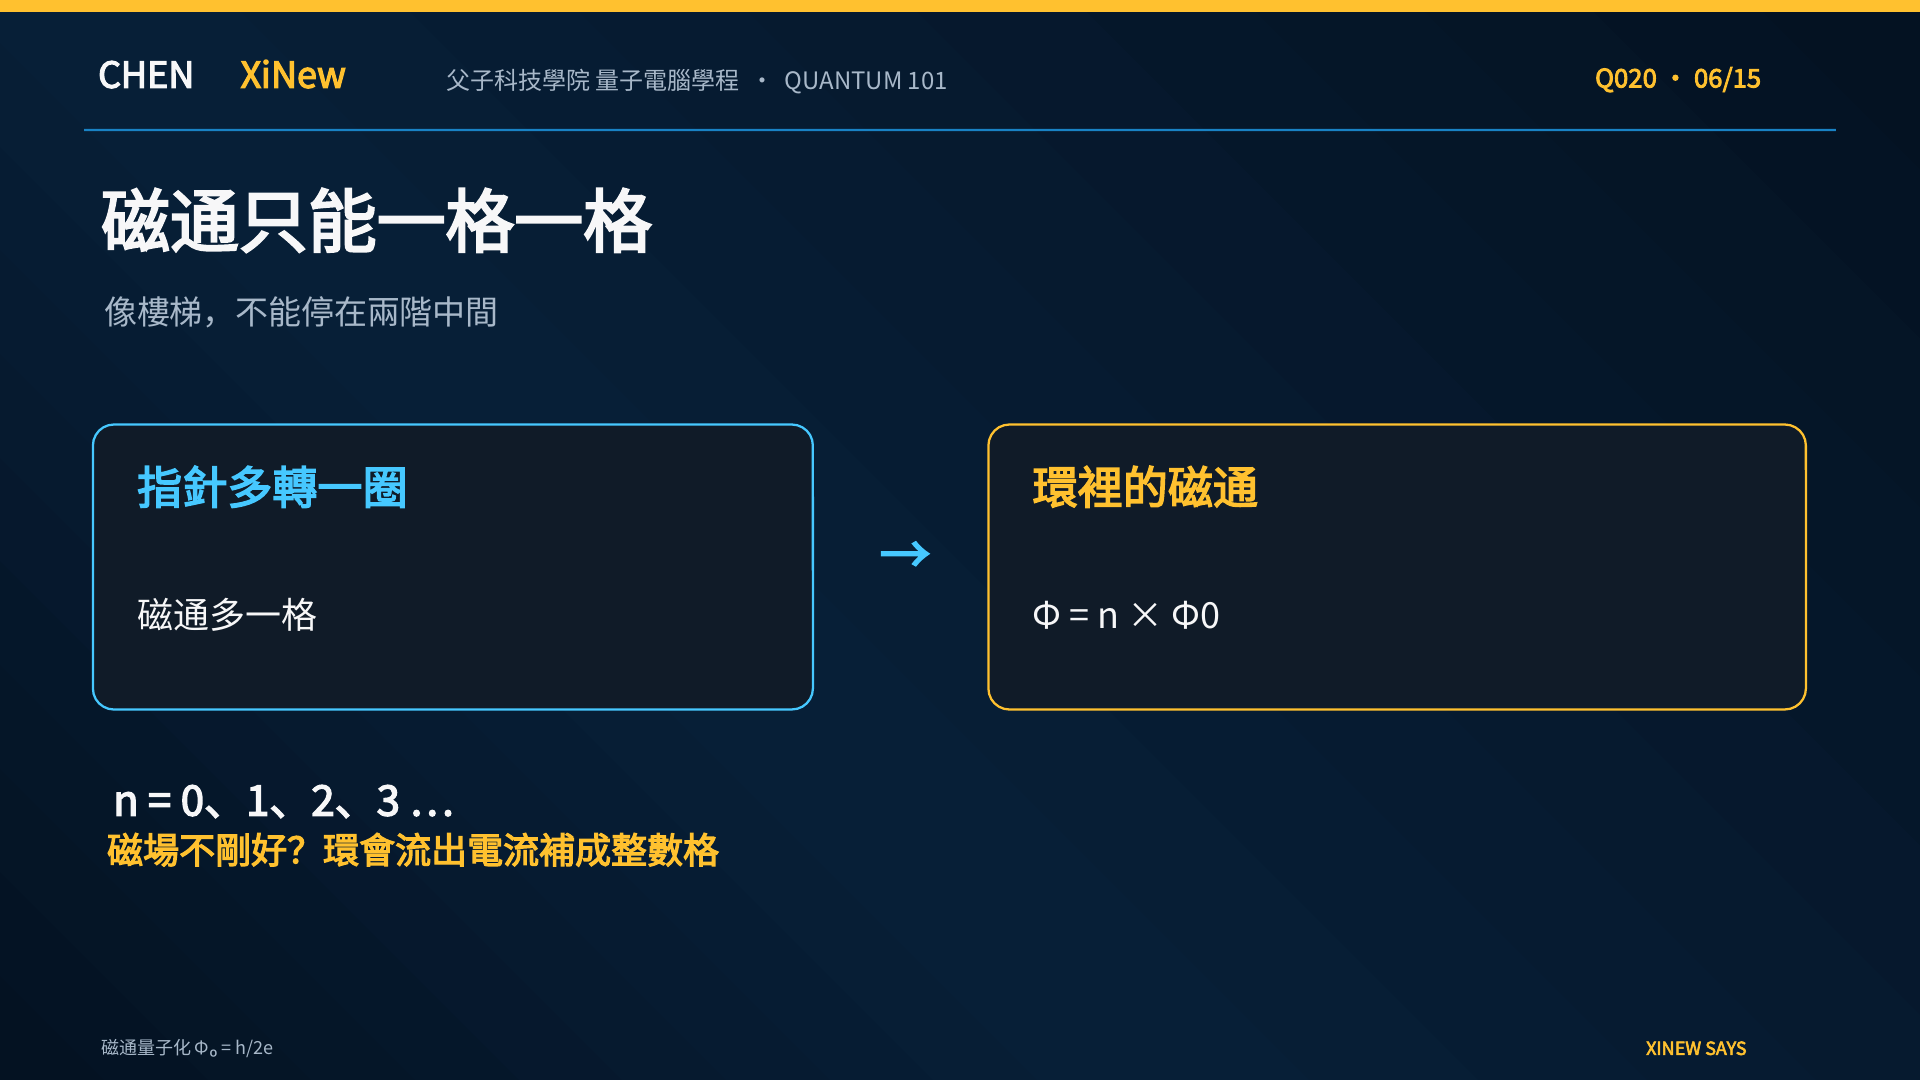 CHEN XiNew 父子科技學院 量子電腦學程 · QUANTUM 101 Q020 · 06/15
磁通只能一格一格
像樓梯，不能停在兩階中間
指針多轉一圈
磁通多一格
→
環裡的磁通
Φ = n × Φ0
n = 0、1、2、3 …
磁場不剛好？環會流出電流補成整數格
磁通量子化 Φ₀ = h/2e
XINEW SAYS